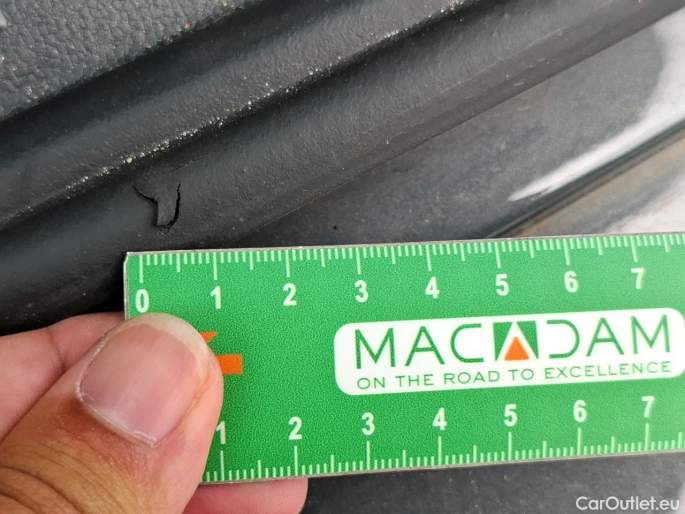 0 1 2 3 4 5 6 7
MACADAM
ON THE ROAD TO EXCELLENCE
1 2 3 4 5 6 7
CarOutlet.eu